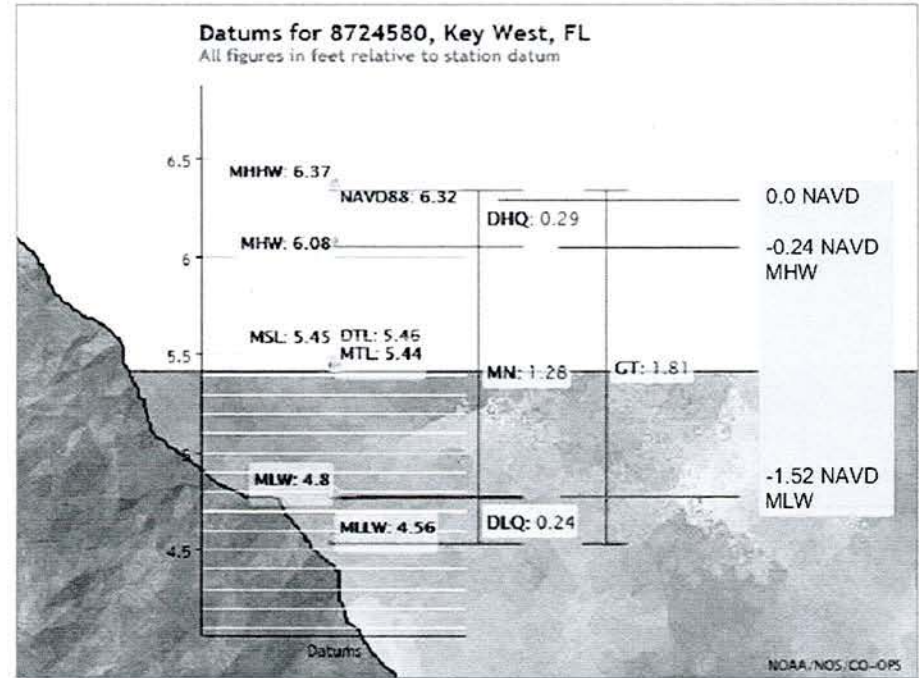 Datums for 8724580, Key West, FL
All figures in feet relative to station datum
6.5
MHHW: 6.37
NAVD88: 6.32
DHQ: 0.29
0.0 NAVD
MHW: 6.08
-0.24 NAVD
MHW
6
MSL: 5.45 DTL: 5.46
MTL: 5.44
5.5
MN: 1.28
GT: 1.81
5
MLW: 4.8
-1.52 NAVD
MLW
MLLW: 4.56
DLQ: 0.24
4.5
Datums
NOAA/NOS/CO-OPS